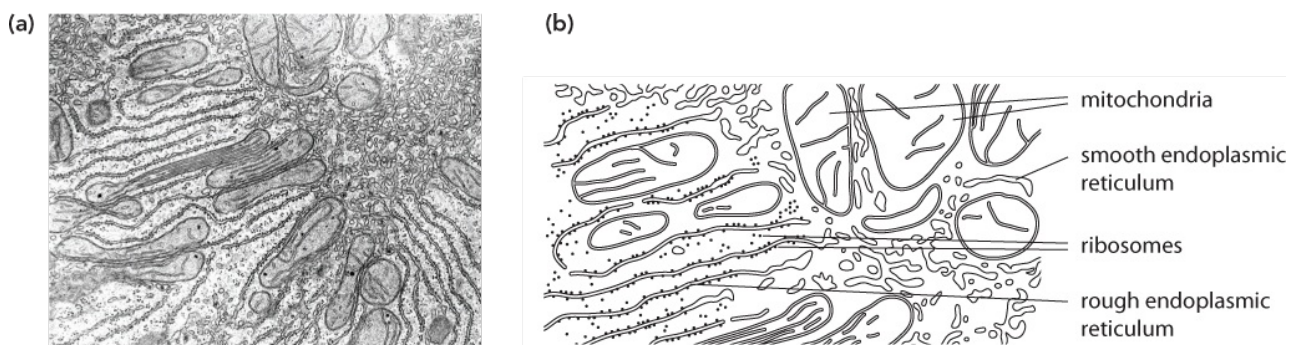 (a)
(b)
mitochondria
smooth endoplasmic
reticulum
ribosomes
rough endoplasmic
reticulum